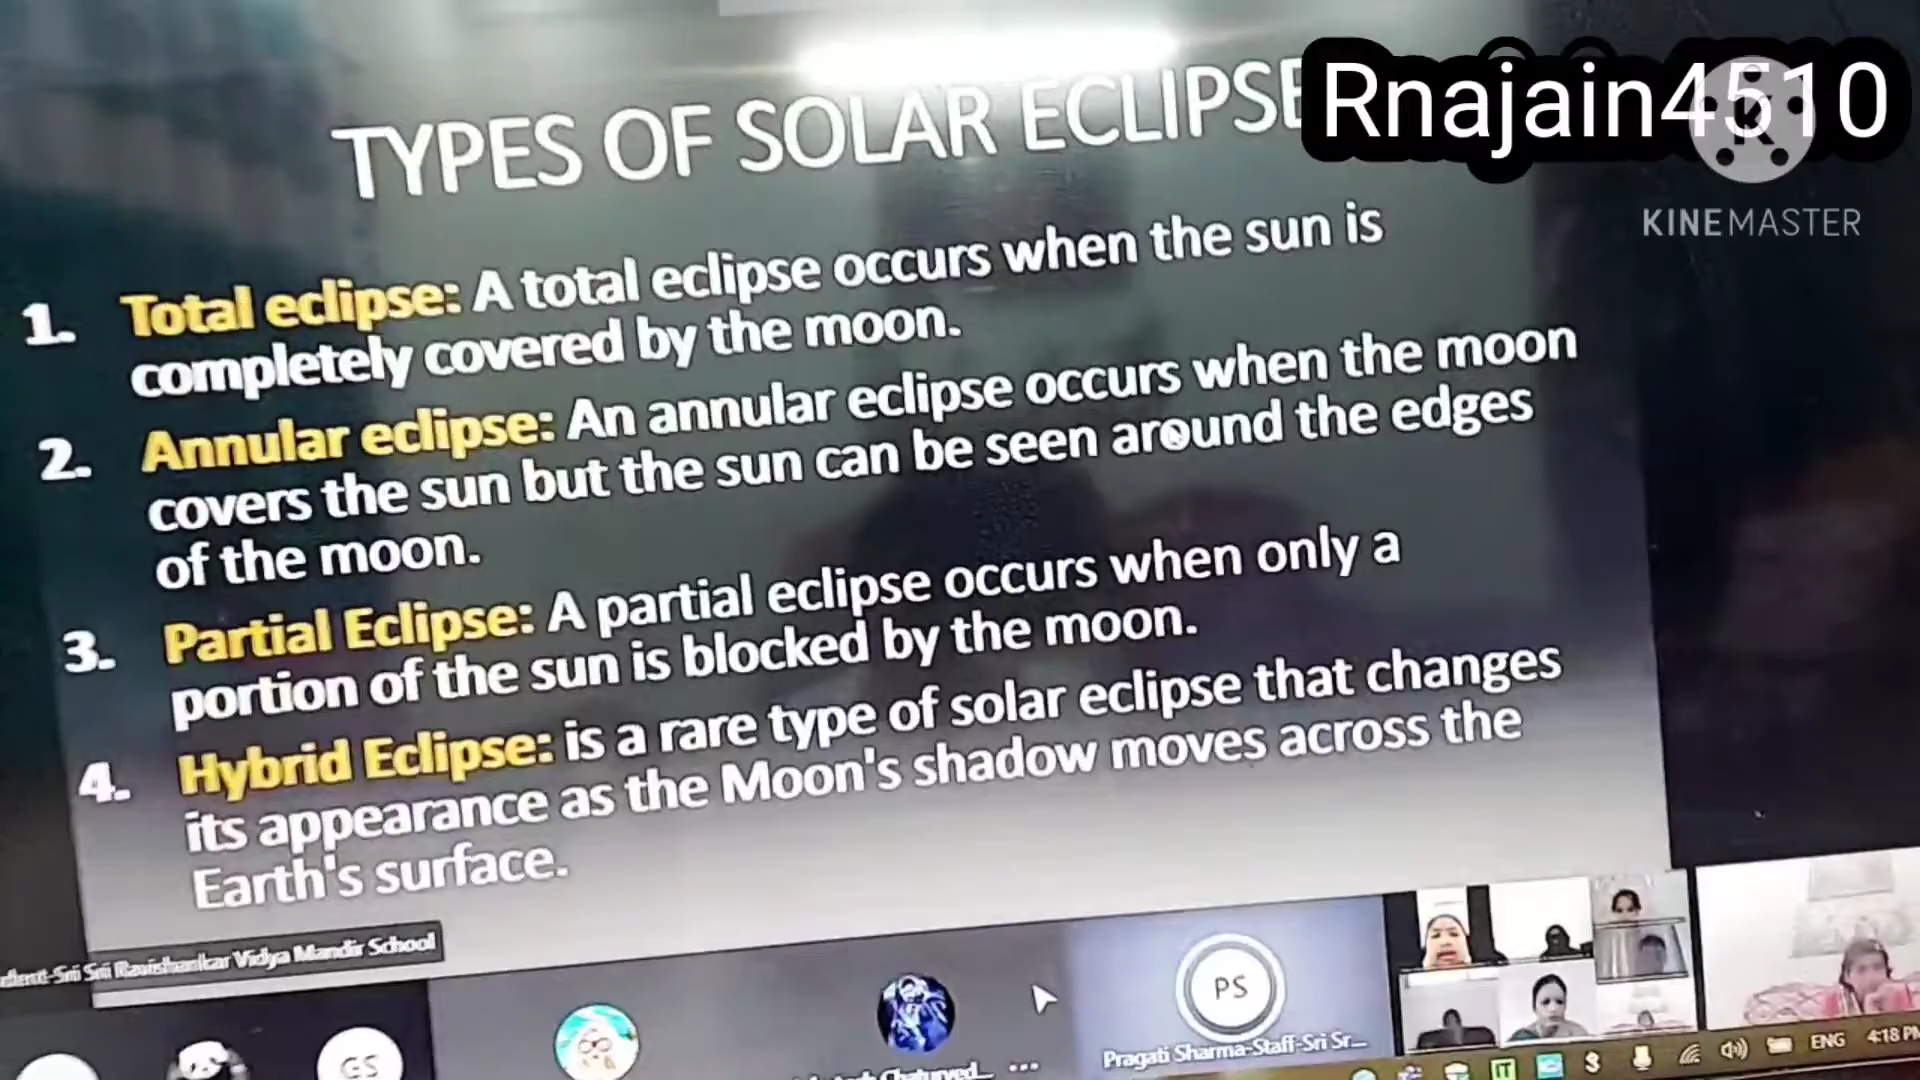 TYPES OF SOLAR ECLIPSE
Rnajain4510
KINEMASTER
1. Total eclipse: A total eclipse occurs when the sun is
completely covered by the moon.
2. Annular eclipse: An annular eclipse occurs when the moon
covers the sun but the sun can be seen around the edges
of the moon.
3. Partial Eclipse: A partial eclipse occurs when only a
portion of the sun is blocked by the moon.
4. Hybrid Eclipse: is a rare type of solar eclipse that changes
its appearance as the Moon's shadow moves across the
Earth's surface.
Sri Sri Ravishankar Vidya Mandir School
GS
PS
Pragati Sharma-Staff-Sri Sr...
ENG
4:18 PM